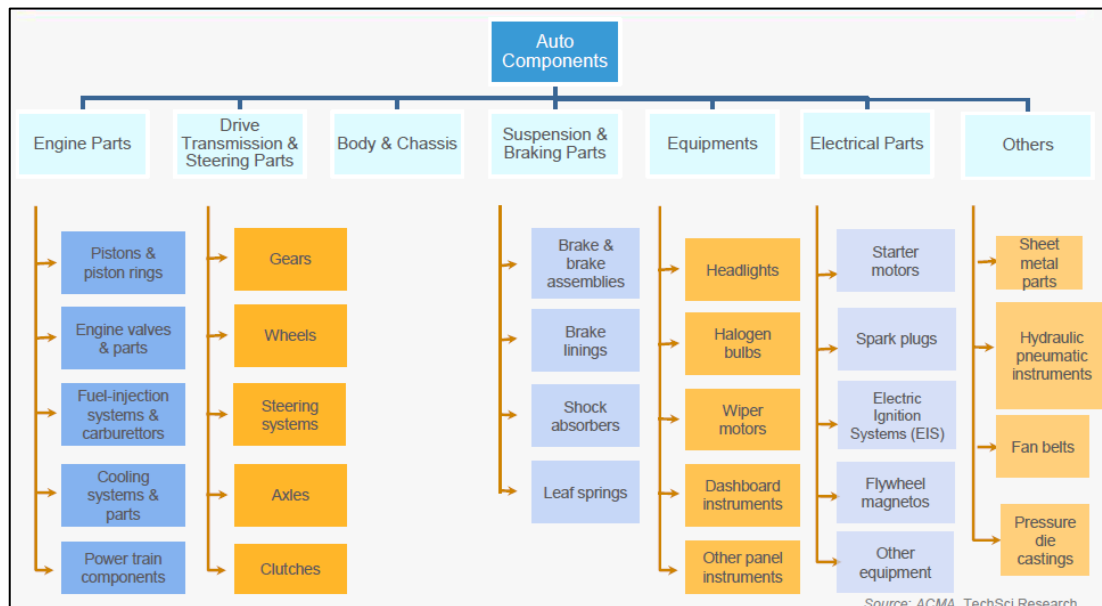 Auto
Components
Engine Parts
Drive
Transmission &
Steering Parts
Body & Chassis
Suspension &
Braking Parts
Equipments
Electrical Parts
Others
Pistons &
piston rings
Engine valves
& parts
Fuel-injection
systems &
carburettors
Cooling
systems &
parts
Power train
components
Gears
Wheels
Steering
systems
Axles
Clutches
Brake &
brake
assemblies
Brake
linings
Shock
absorbers
Leaf springs
Headlights
Halogen
bulbs
Wiper
motors
Dashboard
instruments
Other panel
instruments
Starter
motors
Spark plugs
Electric
Ignition
Systems (EIS)
Flywheel
magnetos
Other
equipment
Sheet
metal
parts
Hydraulic
pneumatic
instruments
Fan belts
Pressure
die
castings
Source: ACMA, TechSci Research